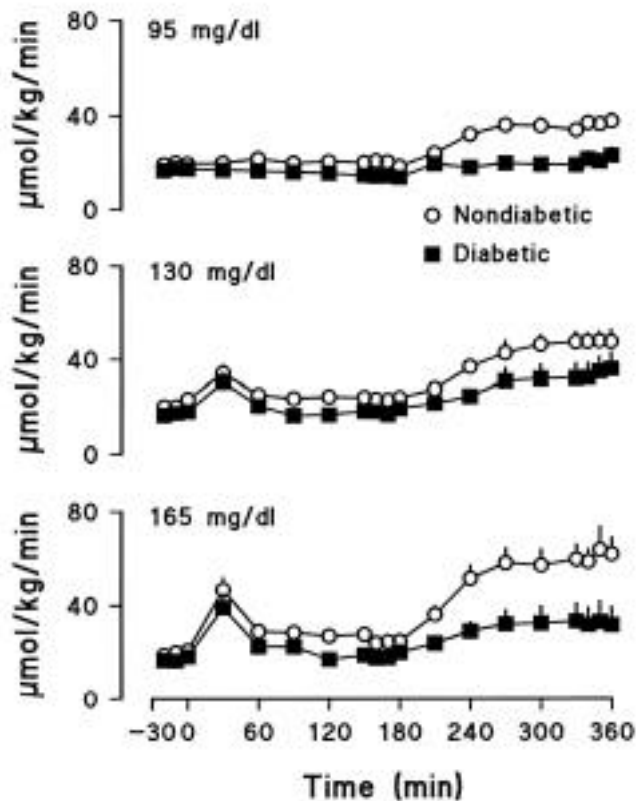 80
95 mg/dl
40
0
µmol/kg/min
Nondiabetic
Diabetic
80
130 mg/dl
40
0
µmol/kg/min
80
165 mg/dl
40
0
µmol/kg/min
-30 0 60 120 180 240 300 360
Time (min)